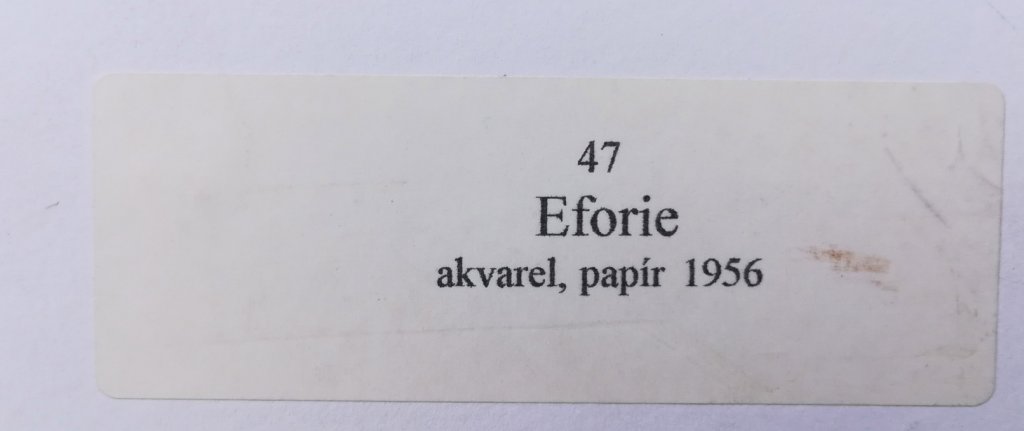 47
Eforie
akvarel, papír 1956